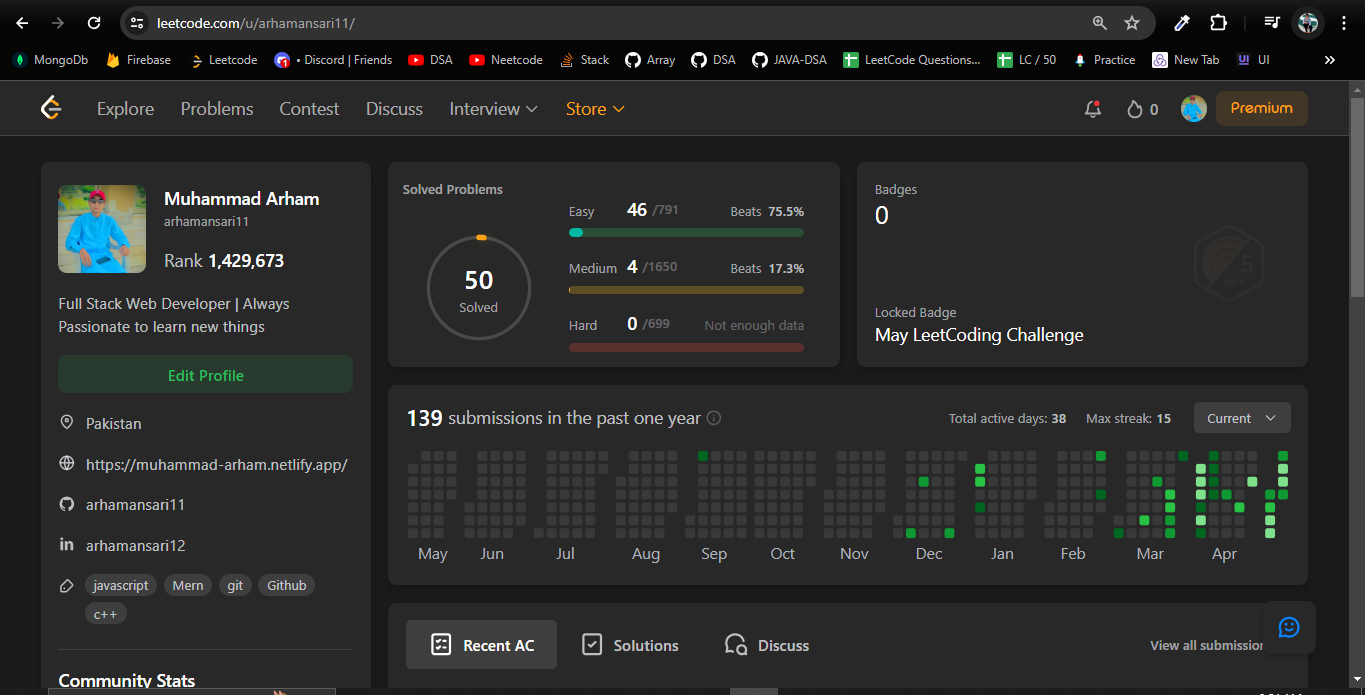 leetcode.com/u/arhamansari11/
MongoDb
Firebase
Leetcode
• Discord | Friends
DSA
Neetcode
Stack
Array
DSA
JAVA-DSA
LeetCode Questions...
LC / 50
Practice
New Tab
UI
UI
Explore
Problems
Contest
Discuss
Interview
Store
0
Premium
Muhammad Arham
arhamansari11
Rank 1,429,673
Full Stack Web Developer | Always
Passionate to learn new things
Edit Profile
Pakistan
https://muhammad-arham.netlify.app/
arhamansari11
in
arhamansari12
javascript
Mern
git
Github
c++
Community Stats
Solved Problems
50
Solved
Easy 46 /791 Beats 75.5%
Medium 4 /1650 Beats 17.3%
Hard 0 /699 Not enough data
Badges
0
5
MAY
Locked Badge
May LeetCoding Challenge
139 submissions in the past one year
Total active days: 38
Max streak: 15
Current
May Jun Jul Aug Sep Oct Nov Dec Jan Feb Mar Apr
Recent AC
Solutions
Discuss
View all submission